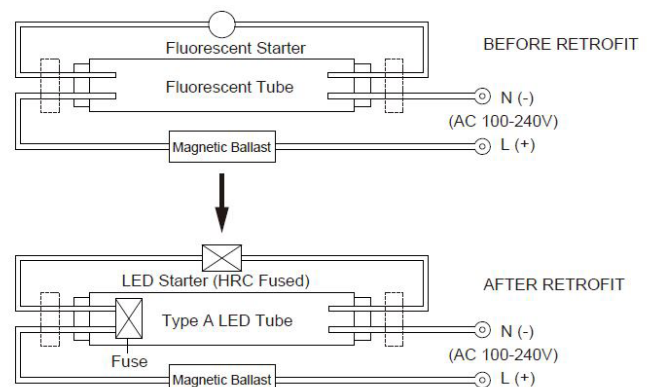 Fluorescent Starter
BEFORE RETROFIT
Fluorescent Tube
N (-)
(AC 100-240V)
Magnetic Ballast
L (+)
LED Starter (HRC Fused)
AFTER RETROFIT
Type A LED Tube
N (-)
Fuse
(AC 100-240V)
Magnetic Ballast
L (+)